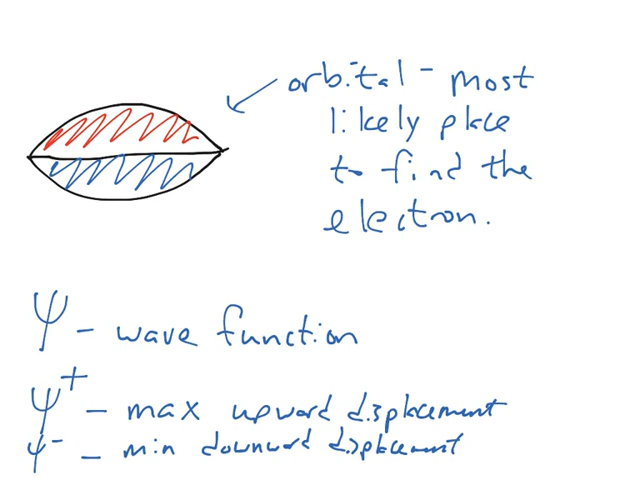 orbital - most
likely place
to find the
electron.
ψ - wave function
ψ+ - max upward displacement
ψ- - min downward displacement